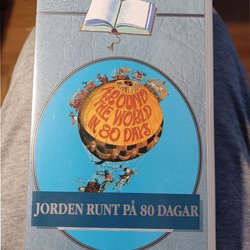 AROUND
THE WORLD
IN 80 DAYS
JORDEN RUNT PÅ 80 DAGAR